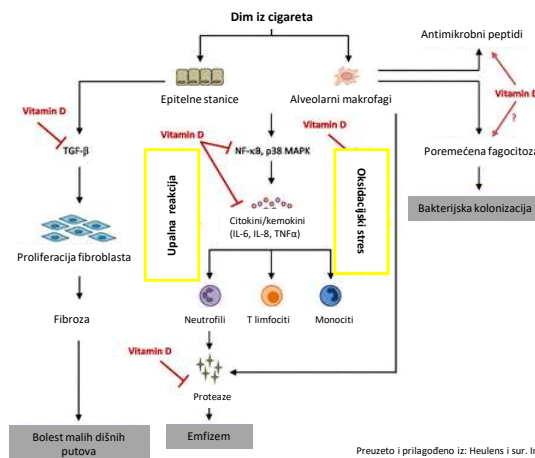 Dim iz cigareta
Antimikrobni peptidi
Epitelne stanice
Alveolarni makrofagi
Vitamin D
Vitamin D
?
Vitamin D
Vitamin D
TGF-β
NF-κB, p38 MAPK
Poremećena fagocitoza
Upalna reakcija
Oksidacijski stres
Bakterijska kolonizacija
Citokini/kemokini
(IL-6, IL-8, TNFα)
Proliferacija fibroblasta
Fibroza
Neutrofili
T limfociti
Monociti
Vitamin D
Proteaze
Bolest malih dišnih
putova
Emfizem
Preuzeto i prilagođeno iz: Heulens i sur.